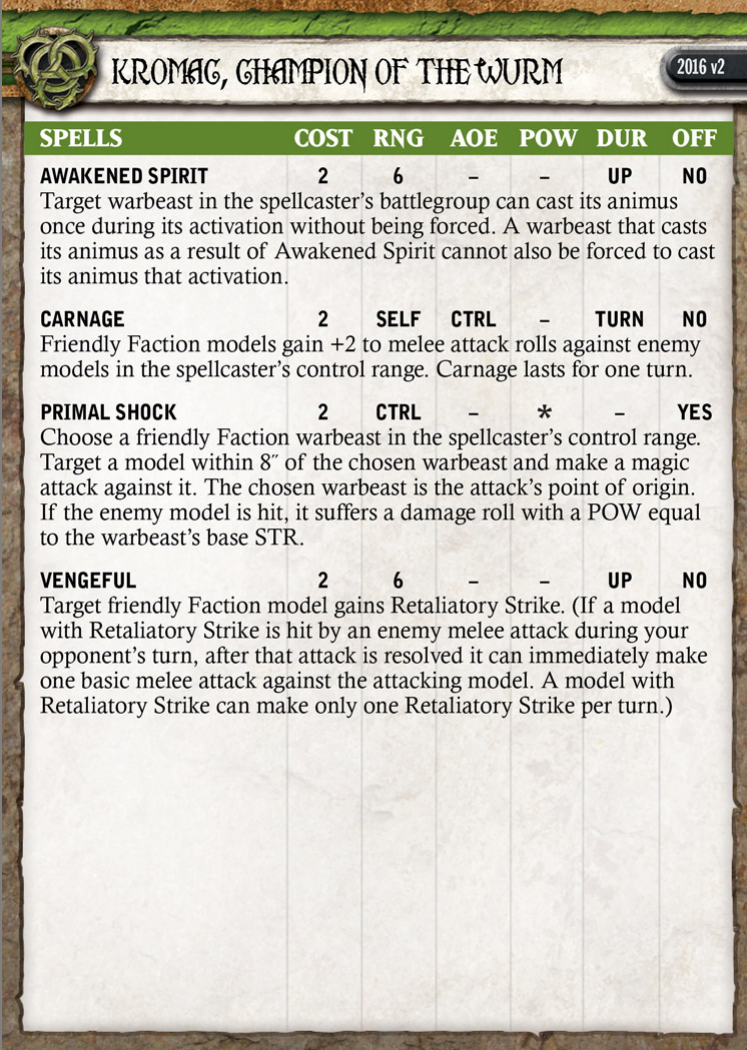 KROMAC, CHAMPION OF THE WURM
2016 v2
SPELLS COST RNG AOE POW DUR OFF
AWAKENED SPIRIT 2 6 – – UP NO
Target warbeast in the spellcaster's battlegroup can cast its animus
once during its activation without being forced. A warbeast that casts
its animus as a result of Awakened Spirit cannot also be forced to cast
its animus that activation.
CARNAGE 2 SELF CTRL – TURN NO
Friendly Faction models gain +2 to melee attack rolls against enemy
models in the spellcaster's control range. Carnage lasts for one turn.
PRIMAL SHOCK 2 CTRL – * – YES
Choose a friendly Faction warbeast in the spellcaster's control range.
Target a model within 8˝ of the chosen warbeast and make a magic
attack against it. The chosen warbeast is the attack's point of origin.
If the enemy model is hit, it suffers a damage roll with a POW equal
to the warbeast's base STR.
VENGEFUL 2 6 – – UP NO
Target friendly Faction model gains Retaliatory Strike. (If a model
with Retaliatory Strike is hit by an enemy melee attack during your
opponent's turn, after that attack is resolved it can immediately make
one basic melee attack against the attacking model. A model with
Retaliatory Strike can make only one Retaliatory Strike per turn.)